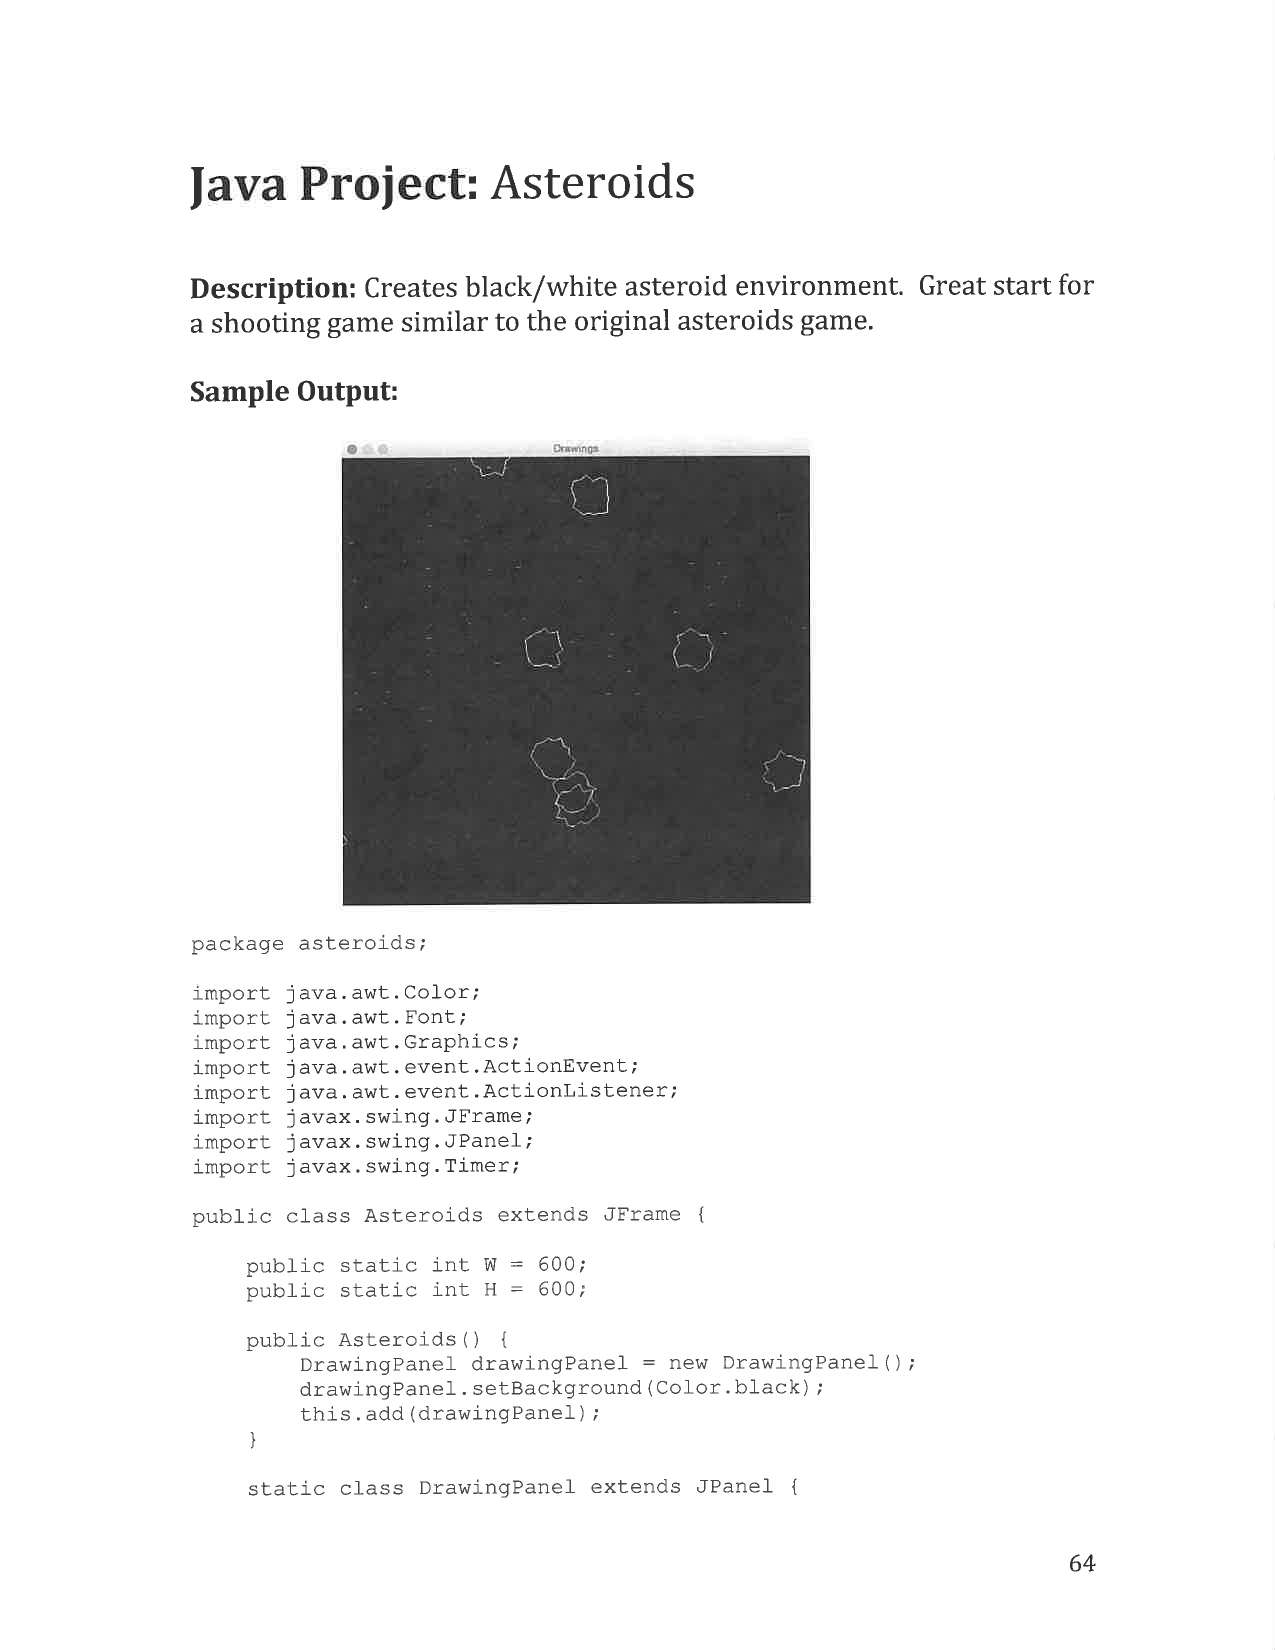 Java Project: Asteroids
Description: Creates black/white asteroid environment. Great start for
a shooting game similar to the original asteroids game.
Sample Output:
Drawings
package asteroids;
import java.awt.Color;
import java.awt.Font;
import java.awt.Graphics;
import java.awt.event.ActionEvent;
import java.awt.event.ActionListener;
import javax.swing.JFrame;
import javax.swing.JPanel;
import javax.swing.Timer;
public class Asteroids extends JFrame {
public static int W = 600;
public static int H = 600;
public Asteroids() {
DrawingPanel drawingPanel = new DrawingPanel();
drawingPanel.setBackground(Color.black);
this.add(drawingPanel);
}
static class DrawingPanel extends JPanel {
64